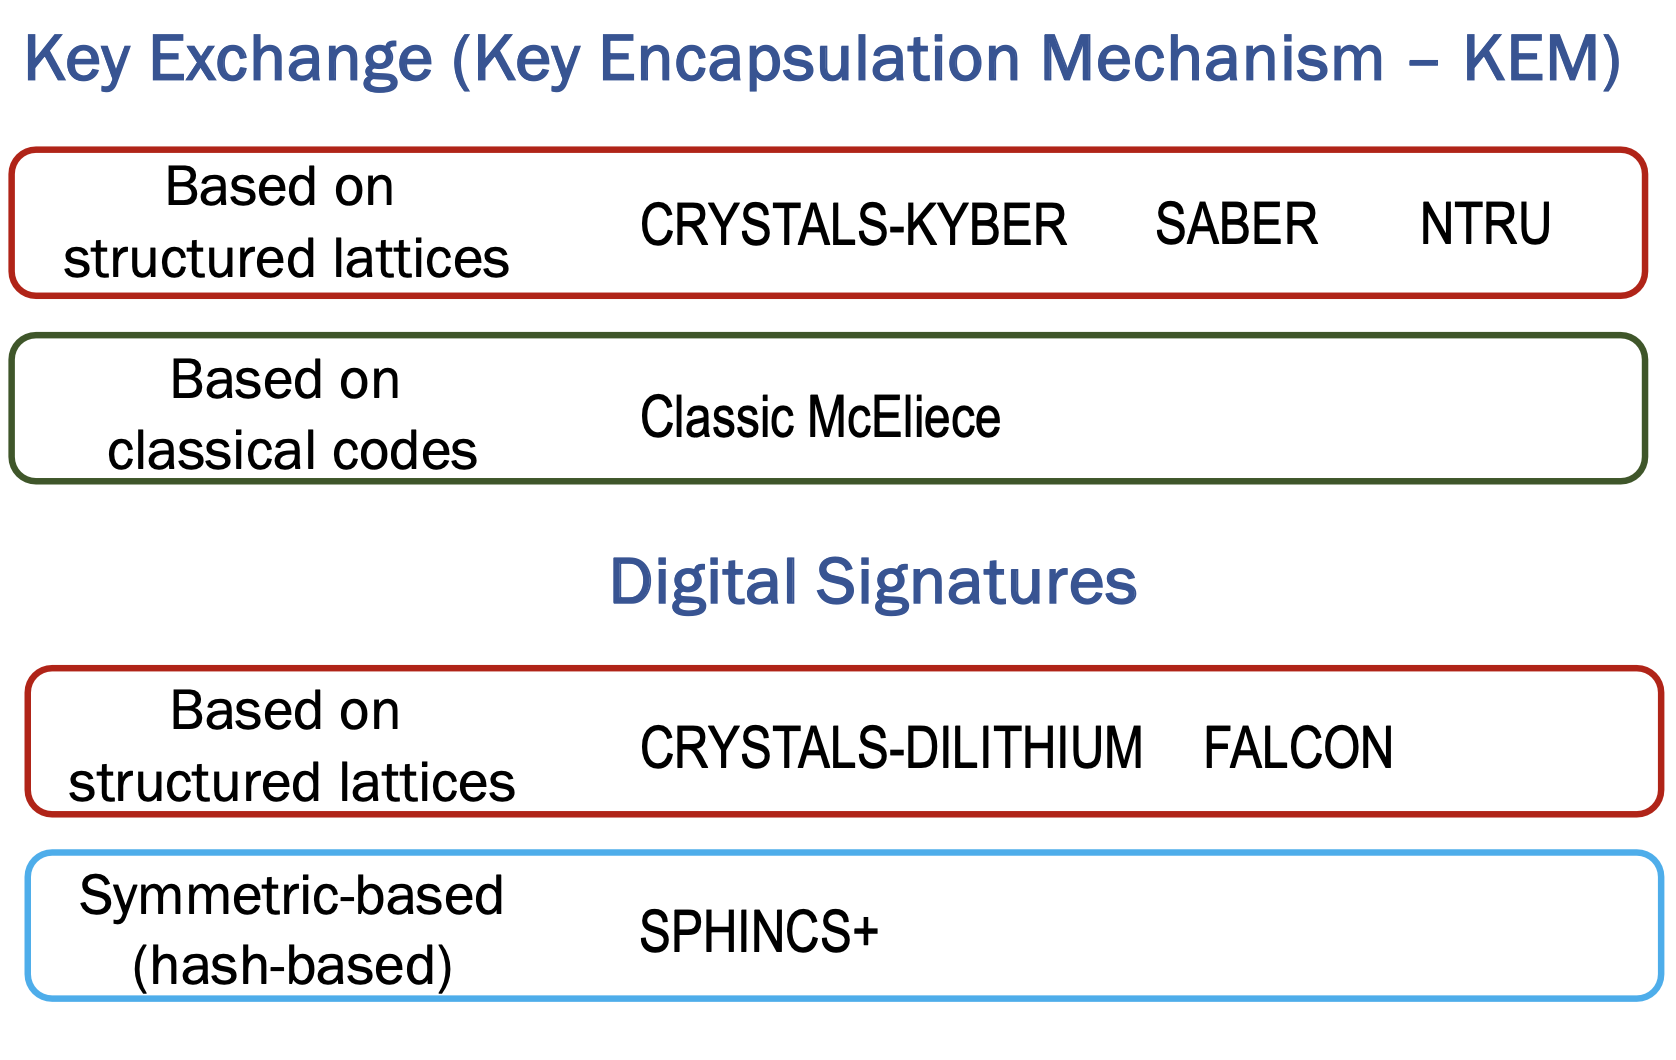 Key Exchange (Key Encapsulation Mechanism – KEM)
Based on
structured lattices
CRYSTALS-KYBER SABER NTRU
Based on
classical codes
Classic McEliece
Digital Signatures
Based on
structured lattices
CRYSTALS-DILITHIUM FALCON
Symmetric-based
(hash-based)
SPHINCS+